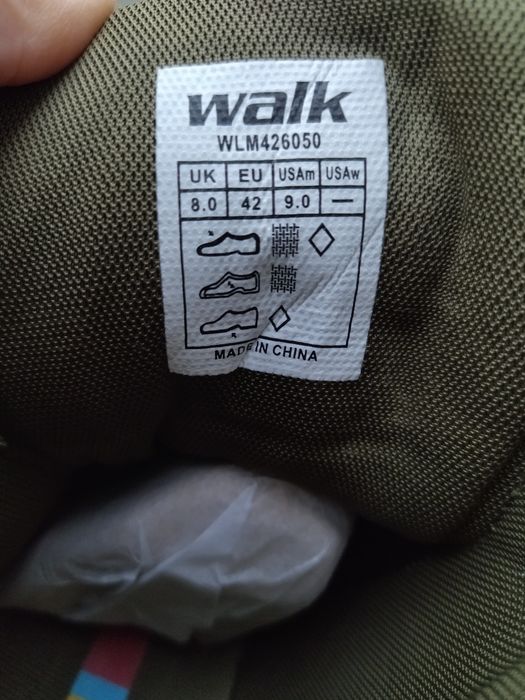 walk
WLM426050
UK EU USAm USAw
8.0 42 9.0 —
MADE IN CHINA